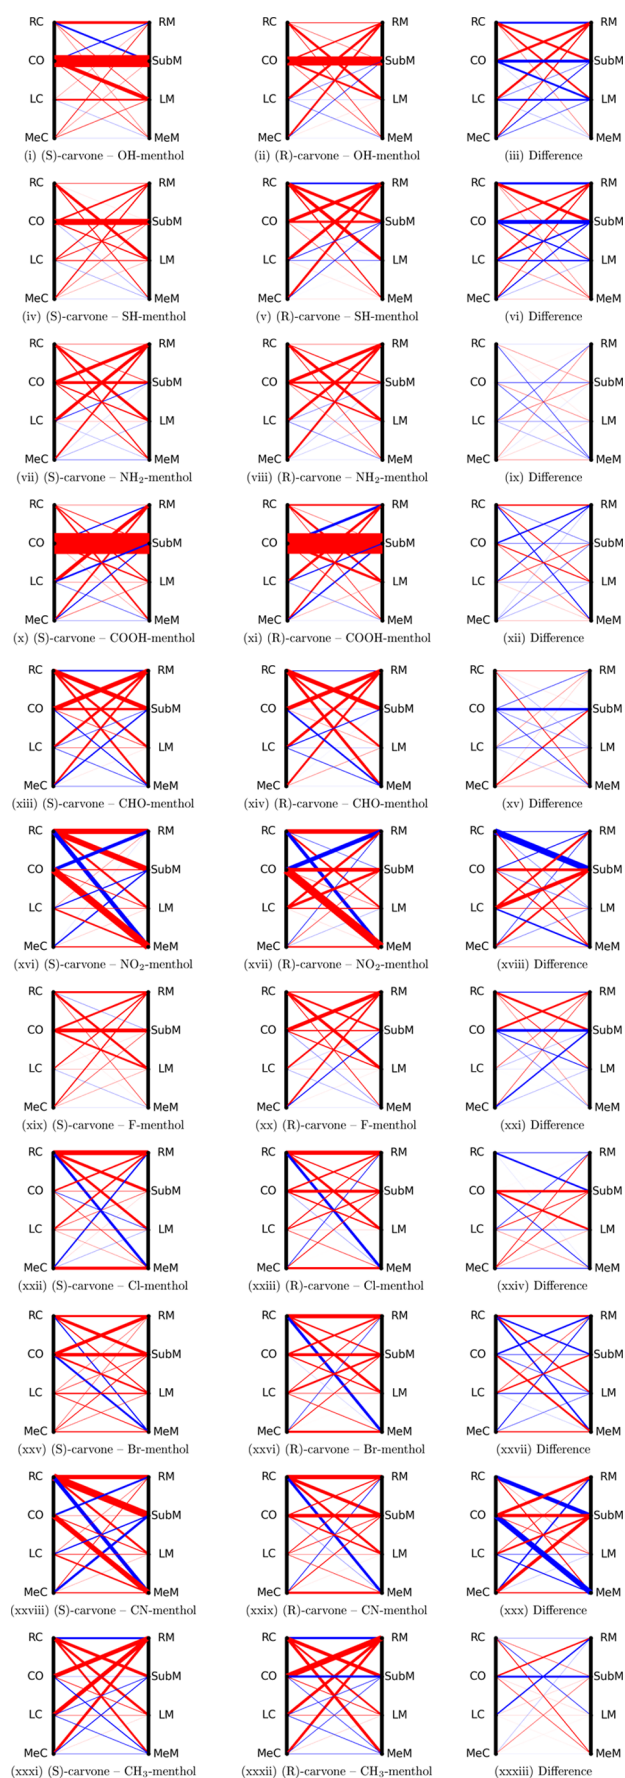 RC RM RC RM RC RM
CO SubM CO SubM CO SubM
LC LM LC LM LC LM
MeC MeM MeC MeM MeC MeM
(i) (S)-carvone – OH-menthol (ii) (R)-carvone – OH-menthol (iii) Difference
RC RM RC RM RC RM
CO SubM CO SubM CO SubM
LC LM LC LM LC LM
MeC MeM MeC MeM MeC MeM
(iv) (S)-carvone – SH-menthol (v) (R)-carvone – SH-menthol (vi) Difference
RC RM RC RM RC RM
CO SubM CO SubM CO SubM
LC LM LC LM LC LM
MeC MeM MeC MeM MeC MeM
(vii) (S)-carvone – NH₂-menthol (viii) (R)-carvone – NH₂-menthol (ix) Difference
RC RM RC RM RC RM
CO SubM CO SubM CO SubM
LC LM LC LM LC LM
MeC MeM MeC MeM MeC MeM
(x) (S)-carvone – COOH-menthol (xi) (R)-carvone – COOH-menthol (xii) Difference
RC RM RC RM RC RM
CO SubM CO SubM CO SubM
LC LM LC LM LC LM
MeC MeM MeC MeM MeC MeM
(xiii) (S)-carvone – CHO-menthol (xiv) (R)-carvone – CHO-menthol (xv) Difference
RC RM RC RM RC RM
CO SubM CO SubM CO SubM
LC LM LC LM LC LM
MeC MeM MeC MeM MeC MeM
(xvi) (S)-carvone – NO₂-menthol (xvii) (R)-carvone – NO₂-menthol (xviii) Difference
RC RM RC RM RC RM
CO SubM CO SubM CO SubM
LC LM LC LM LC LM
MeC MeM MeC MeM MeC MeM
(xix) (S)-carvone – F-menthol (xx) (R)-carvone – F-menthol (xxi) Difference
RC RM RC RM RC RM
CO SubM CO SubM CO SubM
LC LM LC LM LC LM
MeC MeM MeC MeM MeC MeM
(xxii) (S)-carvone – Cl-menthol (xxiii) (R)-carvone – Cl-menthol (xxiv) Difference
RC RM RC RM RC RM
CO SubM CO SubM CO SubM
LC LM LC LM LC LM
MeC MeM MeC MeM MeC MeM
(xxv) (S)-carvone – Br-menthol (xxvi) (R)-carvone – Br-menthol (xxvii) Difference
RC RM RC RM RC RM
CO SubM CO SubM CO SubM
LC LM LC LM LC LM
MeC MeM MeC MeM MeC MeM
(xxviii) (S)-carvone – CN-menthol (xxix) (R)-carvone – CN-menthol (xxx) Difference
RC RM RC RM RC RM
CO SubM CO SubM CO SubM
LC LM LC LM LC LM
MeC MeM MeC MeM MeC MeM
(xxxi) (S)-carvone – CH₃-menthol (xxxii) (R)-carvone – CH₃-menthol (xxxiii) Difference